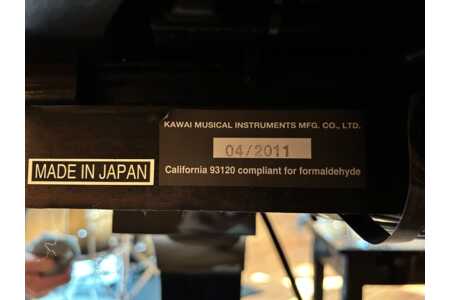 KAWAI MUSICAL INSTRUMENTS MFG. CO., LTD.
04/2011
MADE IN JAPAN
California 93120 compliant for formaldehyde